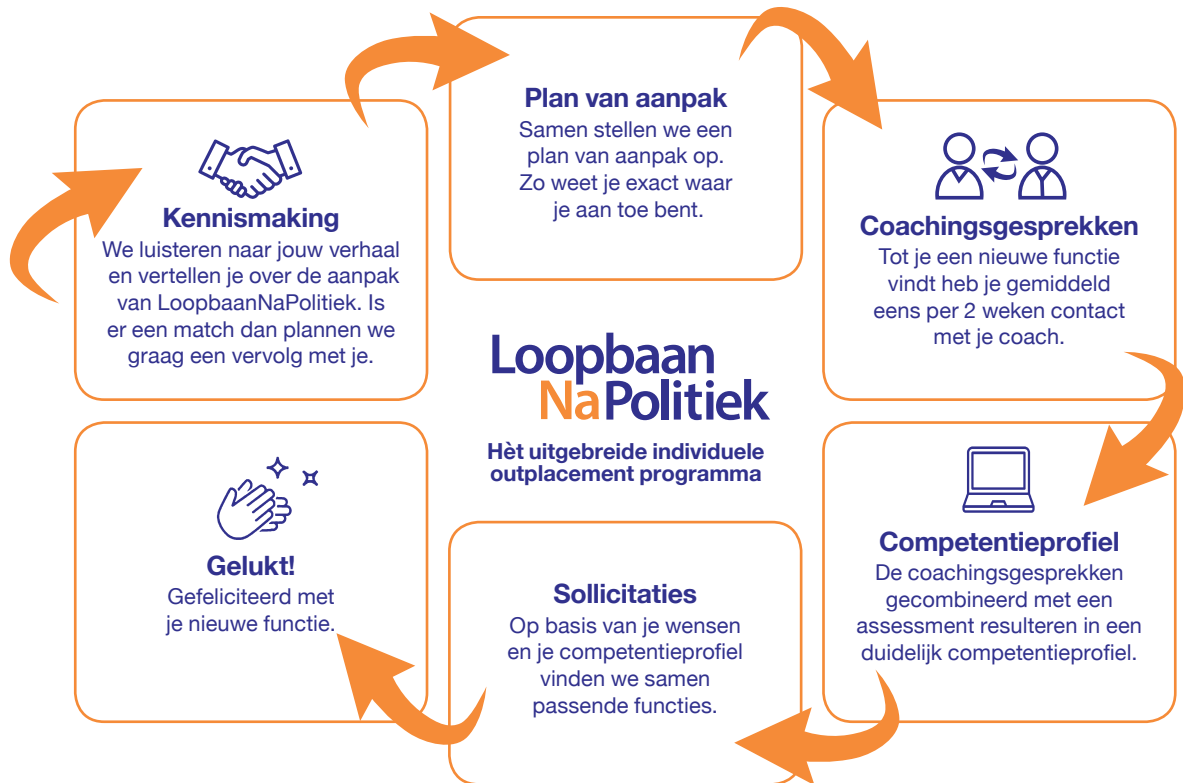 Kennismaking
We luisteren naar jouw verhaal
en vertellen je over de aanpak
van LoopbaanNaPolitiek. Is
er een match dan plannen we
graag een vervolg met je.
Plan van aanpak
Samen stellen we een
plan van aanpak op.
Zo weet je exact waar
je aan toe bent.
Coachingsgesprekken
Tot je een nieuwe functie
vindt heb je gemiddeld
eens per 2 weken contact
met je coach.
Loopbaan
NaPolitiek
Hèt uitgebreide individuele
outplacement programma
Competentieprofiel
De coachingsgesprekken
gecombineerd met een
assessment resulteren in een
duidelijk competentieprofiel.
Sollicitaties
Op basis van je wensen
en je competentieprofiel
vinden we samen
passende functies.
Gelukt!
Gefeliciteerd met
je nieuwe functie.